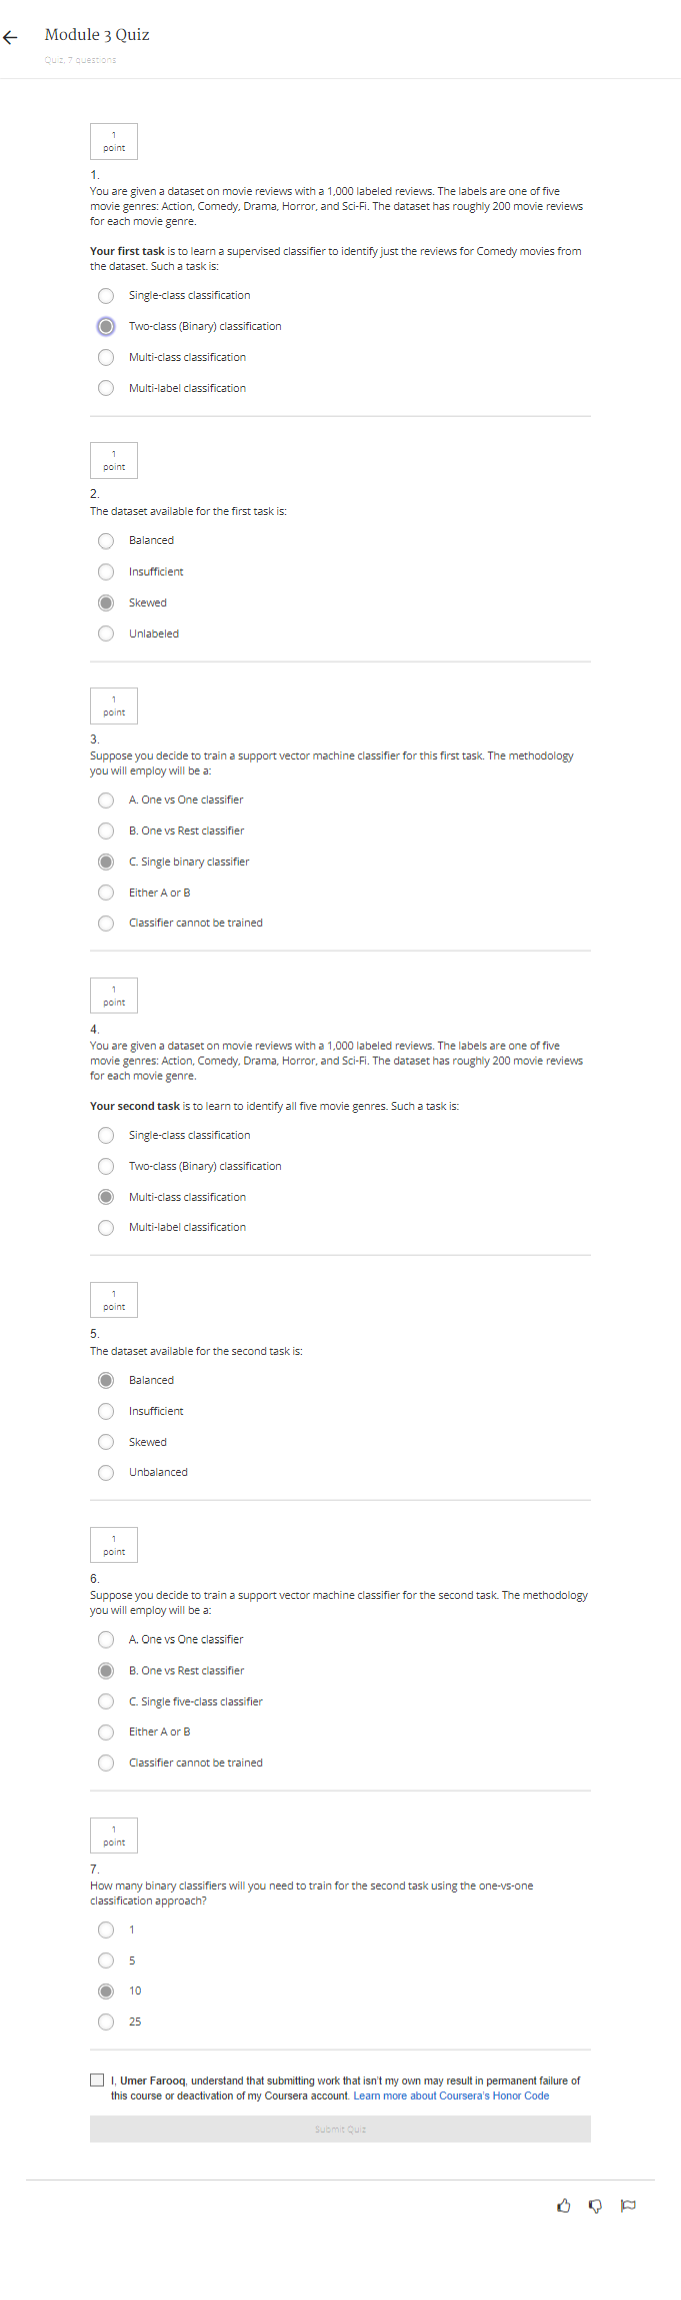 Module 3 Quiz
Quiz, 7 questions
1
point
1.
You are given a dataset on movie reviews with a 1,000 labeled reviews. The labels are one of five
movie genres: Action, Comedy, Drama, Horror, and Sci-Fi. The dataset has roughly 200 movie reviews
for each movie genre.
Your first task is to learn a supervised classifier to identify just the reviews for Comedy movies from
the dataset. Such a task is:
Single-class classification
Two-class (Binary) classification
Multi-class classification
Multi-label classification
1
point
2.
The dataset available for the first task is:
Balanced
Insufficient
Skewed
Unlabeled
1
point
3.
Suppose you decide to train a support vector machine classifier for this first task. The methodology
you will employ will be a:
A. One vs One classifier
B. One vs Rest classifier
C. Single binary classifier
Either A or B
Classifier cannot be trained
1
point
4.
You are given a dataset on movie reviews with a 1,000 labeled reviews. The labels are one of five
movie genres: Action, Comedy, Drama, Horror, and Sci-Fi. The dataset has roughly 200 movie reviews
for each movie genre.
Your second task is to learn to identify all five movie genres. Such a task is:
Single-class classification
Two-class (Binary) classification
Multi-class classification
Multi-label classification
1
point
5.
The dataset available for the second task is:
Balanced
Insufficient
Skewed
Unbalanced
1
point
6.
Suppose you decide to train a support vector machine classifier for the second task. The methodology
you will employ will be a:
A. One vs One classifier
B. One vs Rest classifier
C. Single five-class classifier
Either A or B
Classifier cannot be trained
1
point
7.
How many binary classifiers will you need to train for the second task using the one-vs-one
classification approach?
1
5
10
25
I, Umer Farooq, understand that submitting work that isn't my own may result in permanent failure of
this course or deactivation of my Coursera account. Learn more about Coursera's Honor Code
Submit Quiz